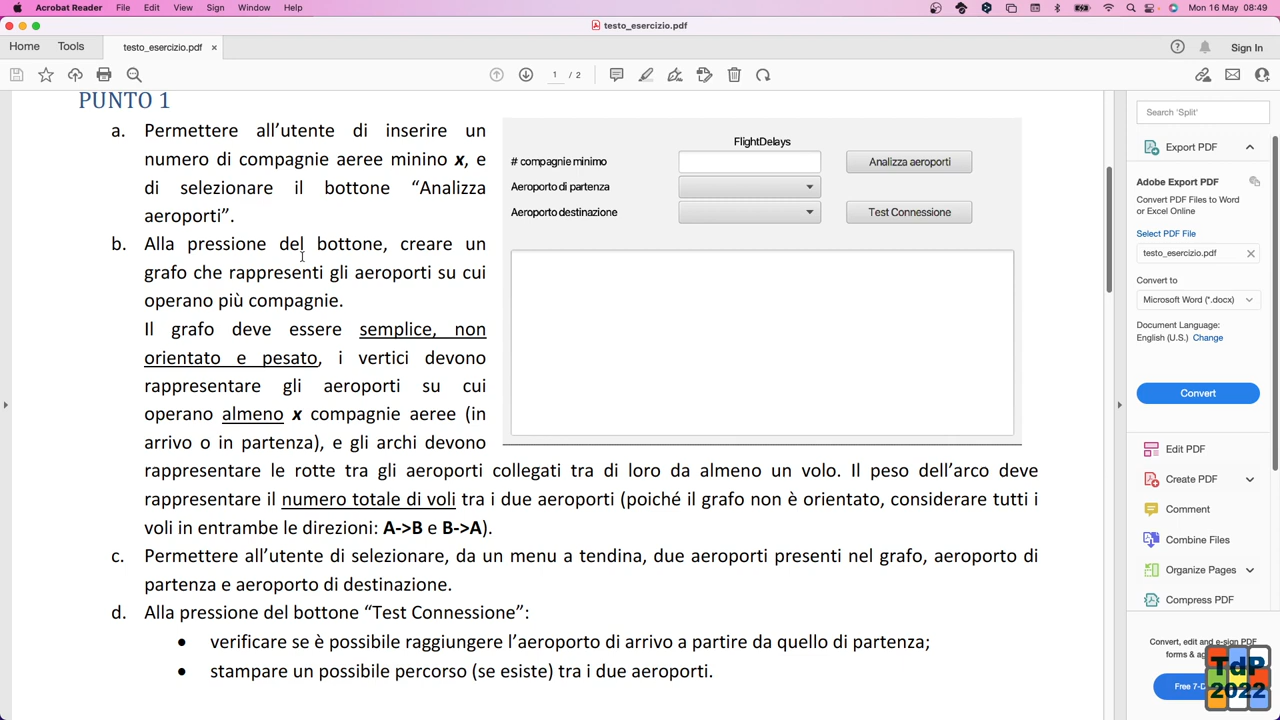 Acrobat Reader File Edit View Sign Window Help Mon 16 May 08:49
testo_esercizio.pdf
Home Tools testo_esercizio.pdf × Sign In
1 / 2
PUNTO 1
a. Permettere all’utente di inserire un
numero di compagnie aeree minino x, e
di selezionare il bottone “Analizza
aeroporti”.
b. Alla pressione del bottone, creare un
grafo che rappresenti gli aeroporti su cui
operano più compagnie.
Il grafo deve essere semplice, non
orientato e pesato, i vertici devono
rappresentare gli aeroporti su cui
operano almeno x compagnie aeree (in
arrivo o in partenza), e gli archi devono
rappresentare le rotte tra gli aeroporti collegati tra di loro da almeno un volo. Il peso dell’arco deve
rappresentare il numero totale di voli tra i due aeroporti (poiché il grafo non è orientato, considerare tutti i
voli in entrambe le direzioni: A->B e B->A).
c. Permettere all’utente di selezionare, da un menu a tendina, due aeroporti presenti nel grafo, aeroporto di
partenza e aeroporto di destinazione.
d. Alla pressione del bottone “Test Connessione”:
• verificare se è possibile raggiungere l’aeroporto di arrivo a partire da quello di partenza;
• stampare un possibile percorso (se esiste) tra i due aeroporti.
FlightDelays
# compagnie minimo Analizza aeroporti
Aeroporto di partenza
Aeroporto destinazione Test Connessione
Search 'Split'
Export PDF
Adobe Export PDF
Convert PDF Files to Word
or Excel Online
Select PDF File
testo_esercizio.pdf
Convert to
Microsoft Word (*.docx)
Document Language:
English (U.S.) Change
Convert
Edit PDF
Create PDF
Comment
Combine Files
Organize Pages
Compress PDF
Convert, edit and e-sign PDF
forms &
Free 7-D
TdP
2022